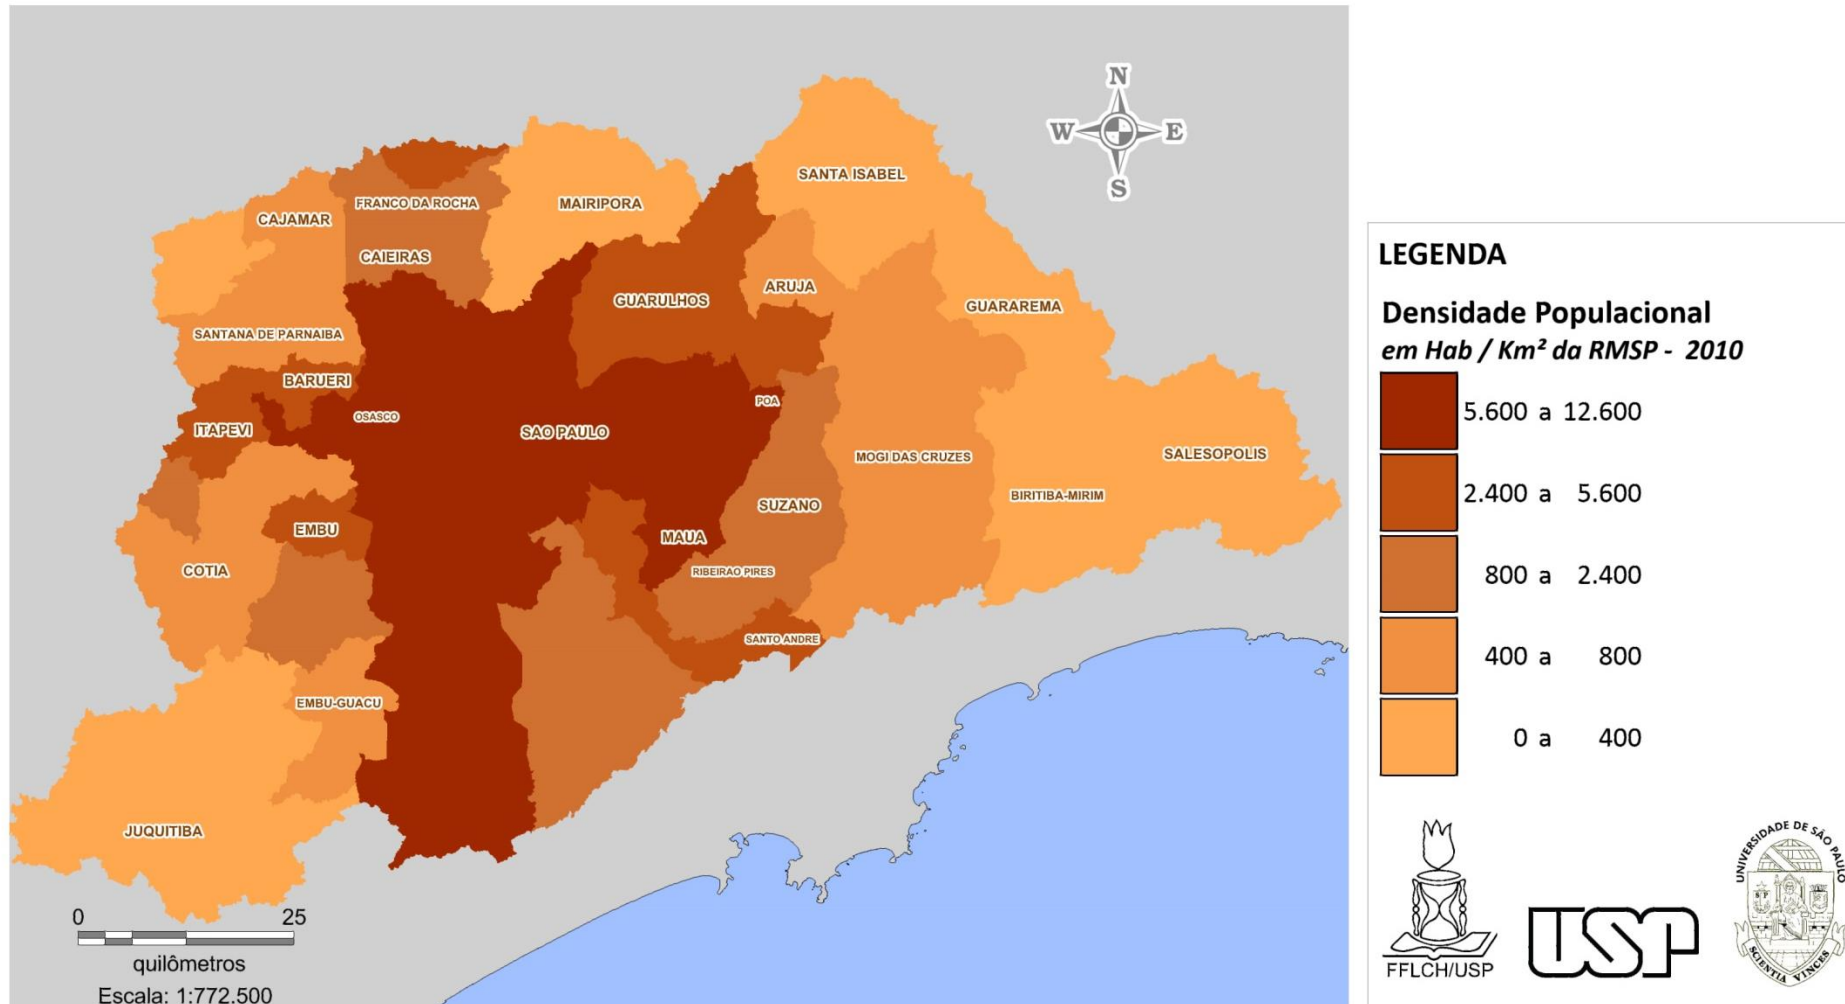 N
W
E
S
SANTA ISABEL
FRANCO DA ROCHA
MAIRIPORA
CAJAMAR
CAIEIRAS
ARUJA
GUARULHOS
GUARAREMA
SANTANA DE PARNAIBA
BARUERI
POA
OSASCO
ITAPEVI
SAO PAULO
SALESOPOLIS
MOGI DAS CRUZES
BIRITIBA-MIRIM
SUZANO
EMBU
MAUA
COTIA
RIBEIRAO PIRES
SANTO ANDRE
EMBU-GUACU
JUQUITIBA
0 25
quilômetros
Escala: 1:772.500
LEGENDA
Densidade Populacional
em Hab / Km² da RMSP - 2010
5.600 a 12.600
2.400 a 5.600
800 a 2.400
400 a 800
0 a 400
FFLCH/USP
USP
UNIVERSIDADE DE SÃO PAULO
SCIENTIA VINCES